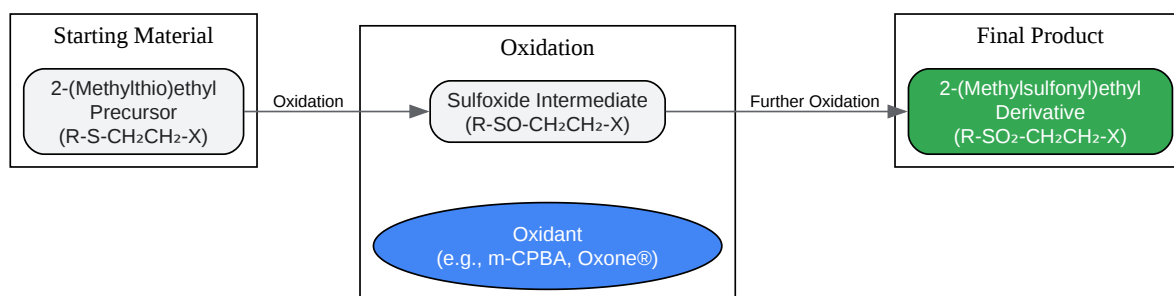 Starting Material
2-(Methylthio)ethyl
Precursor
(R-S-CH₂CH₂-X)
Oxidation
Oxidation
Sulfoxide Intermediate
(R-SO-CH₂CH₂-X)
Oxidant
(e.g., m-CPBA, Oxone®)
Further Oxidation
Final Product
2-(Methylsulfonyl)ethyl
Derivative
(R-SO₂-CH₂CH₂-X)